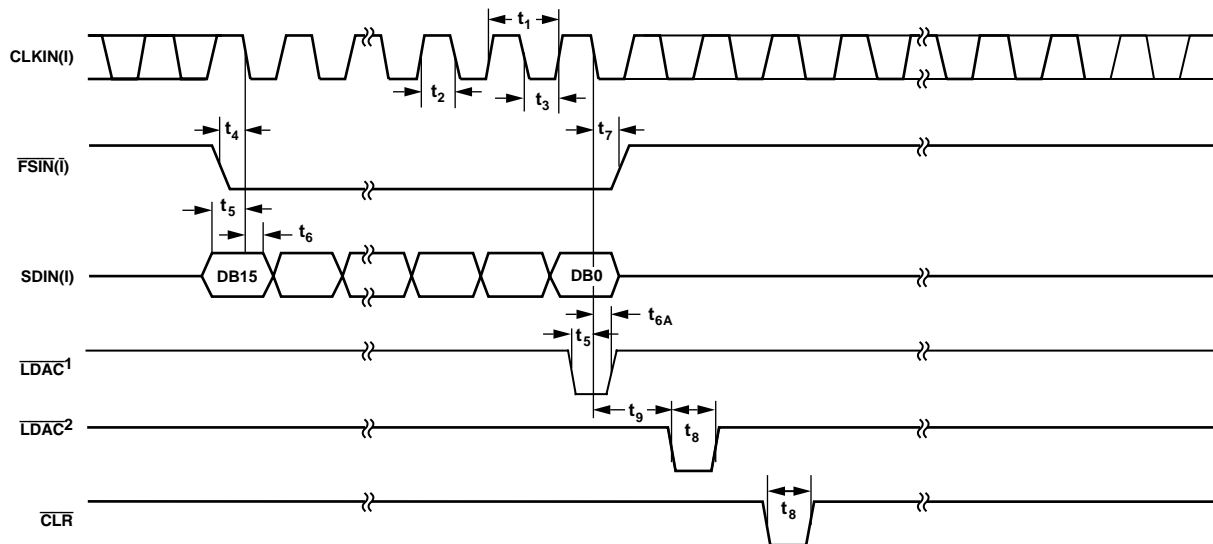 t1
CLKIN(I)
t2
t3
t4
t7
FSIN(I)
t5
t6
SDIN(I)
DB15
DB0
t6A
t5
LDAC1
t9
LDAC2
t8
t8
CLR